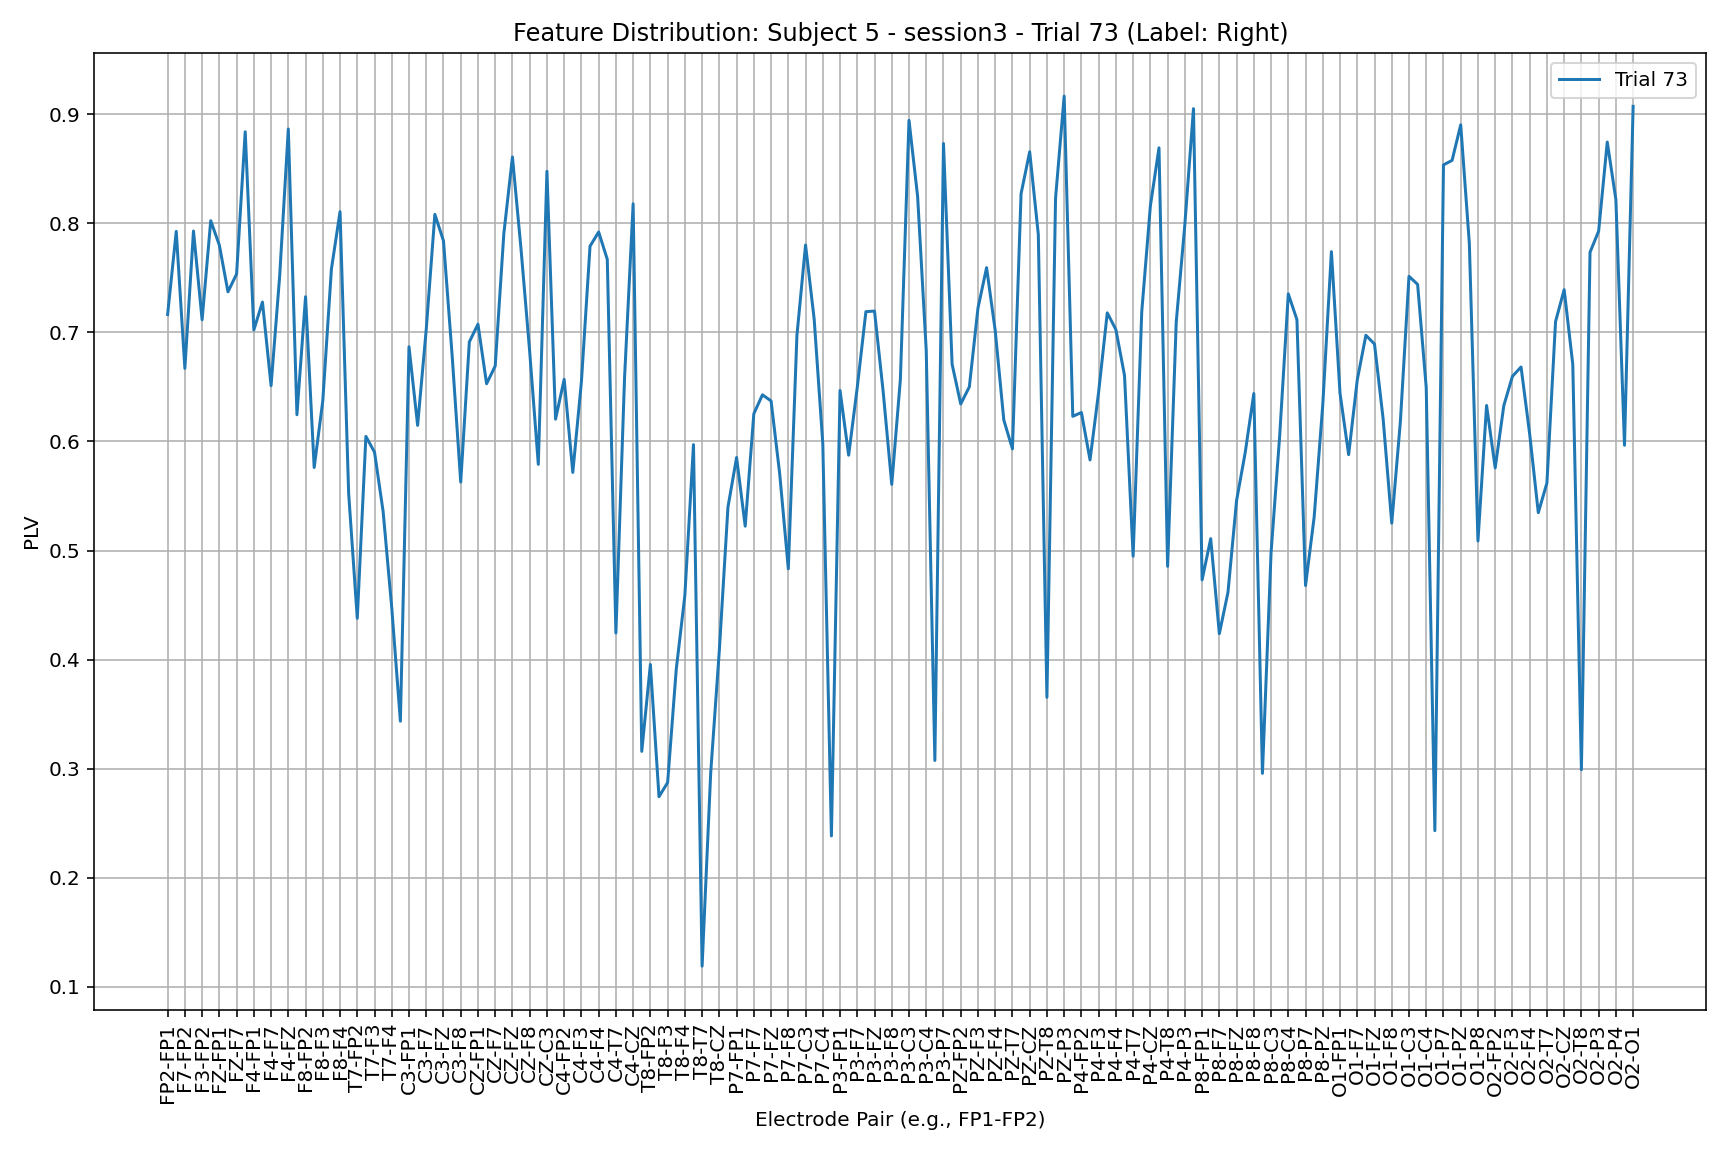 Feature Distribution: Subject 5 - session3 - Trial 73 (Label: Right)
Trial 73
PLV
0.9
0.8
0.7
0.6
0.5
0.4
0.3
0.2
0.1
FP2-FP1
F7-FP2
F3-FP2
FZ-FP1
FZ-F7
F4-FP1
F4-F7
F4-FZ
F8-FP2
F8-F3
F8-F4
T7-FP2
T7-F3
T7-F4
C3-FP1
C3-F7
C3-FZ
C3-F8
CZ-FP1
CZ-F7
CZ-FZ
CZ-F8
CZ-C3
C4-FP2
C4-F3
C4-F4
C4-T7
C4-CZ
T8-FP2
T8-F3
T8-F4
T8-T7
T8-CZ
P7-FP1
P7-F7
P7-FZ
P7-F8
P7-C3
P7-C4
P3-FP1
P3-F7
P3-FZ
P3-F8
P3-C3
P3-C4
P3-P7
PZ-FP2
PZ-F3
PZ-F4
PZ-T7
PZ-CZ
PZ-T8
PZ-P3
P4-FP2
P4-F3
P4-F4
P4-T7
P4-CZ
P4-T8
P4-P3
P8-FP1
P8-F7
P8-FZ
P8-F8
P8-C3
P8-C4
P8-P7
P8-PZ
O1-FP1
O1-F7
O1-FZ
O1-F8
O1-C3
O1-C4
O1-P7
O1-PZ
O1-P8
O2-FP2
O2-F3
O2-F4
O2-T7
O2-CZ
O2-T8
O2-P3
O2-P4
O2-O1
Electrode Pair (e.g., FP1-FP2)